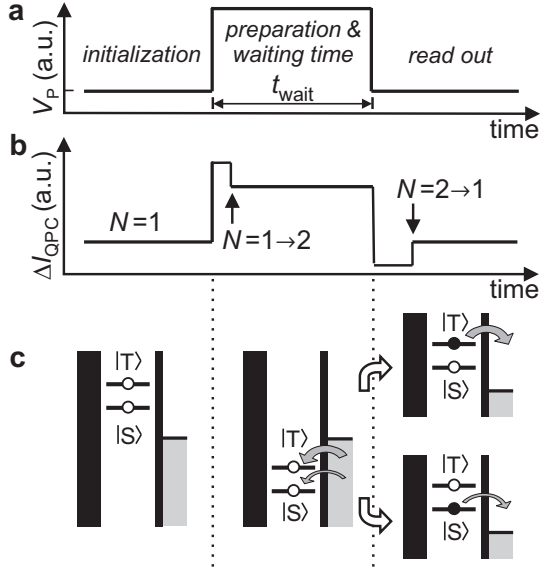 a
V_P (a.u.)
initialization
preparation &
waiting time
t_wait
read out
time
b
ΔI_QPC (a.u.)
N=1
N=1→2
N=2→1
time
c
|T⟩
|S⟩
|T⟩
|S⟩
|T⟩
|S⟩
|T⟩
|S⟩